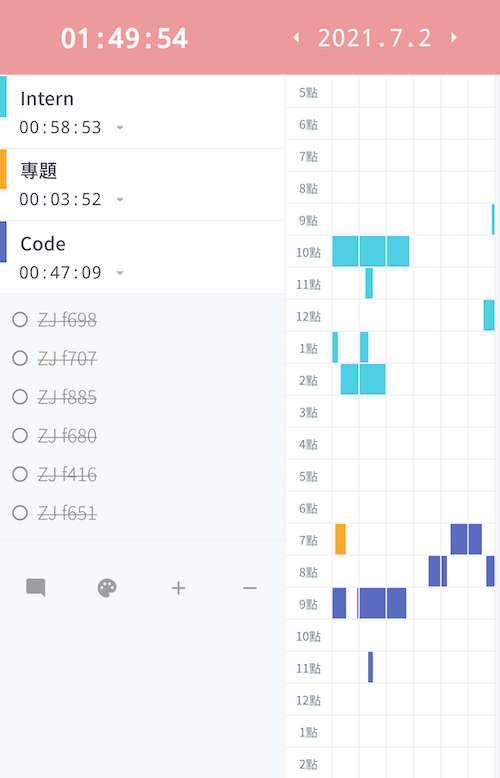 01:49:54
2021.7.2
Intern
00:58:53
專題
00:03:52
Code
00:47:09
ZJ f698
ZJ f707
ZJ f885
ZJ f680
ZJ f416
ZJ f651
5點
6點
7點
8點
9點
10點
11點
12點
1點
2點
3點
4點
5點
6點
7點
8點
9點
10點
11點
12點
1點
2點